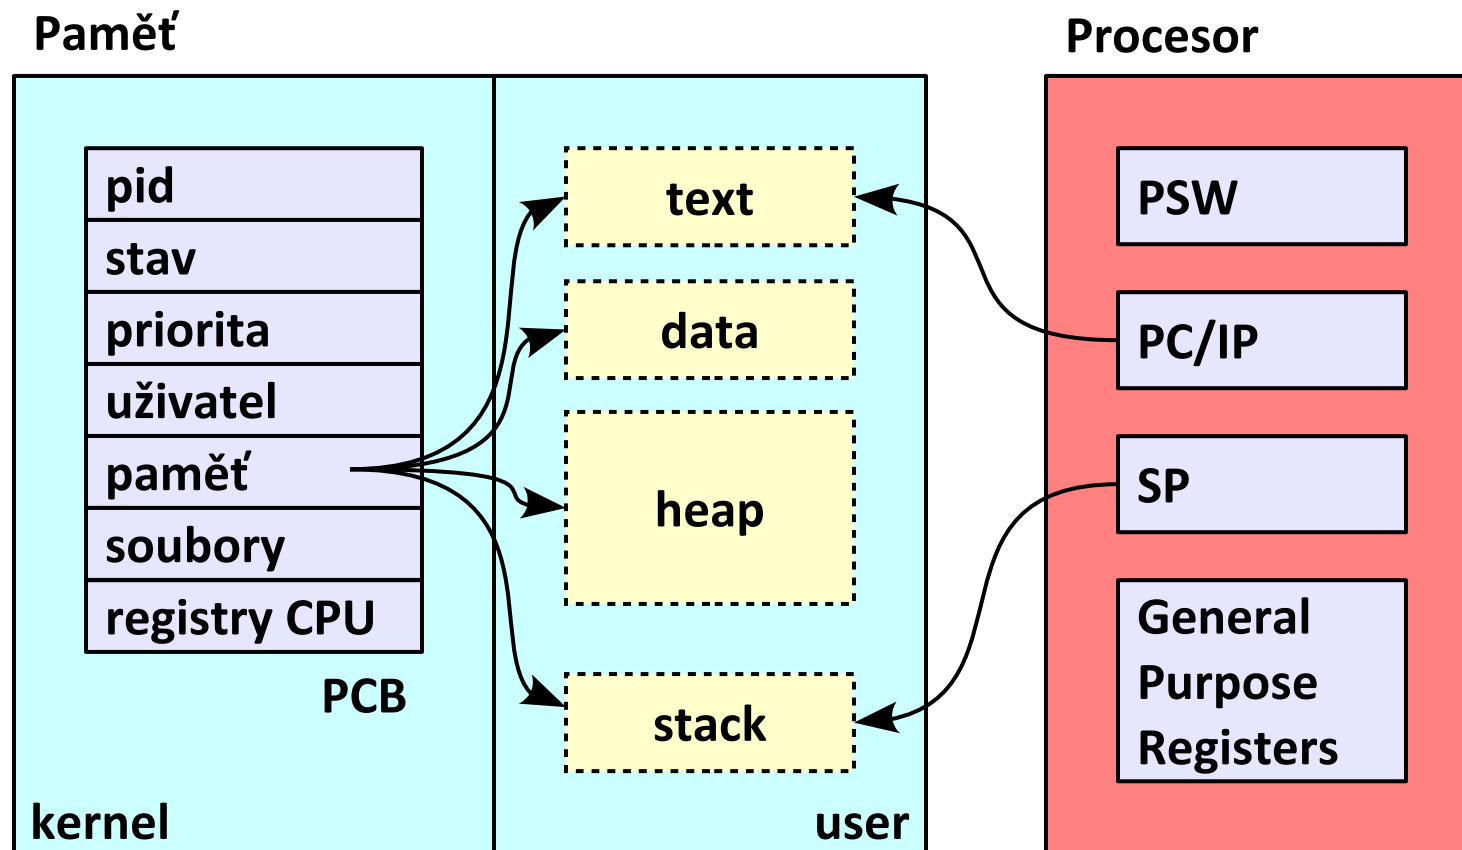 Paměť
pid
stav
priorita
uživatel
paměť
soubory
registry CPU
PCB
kernel
text
data
heap
stack
user
Procesor
PSW
PC/IP
SP
General
Purpose
Registers